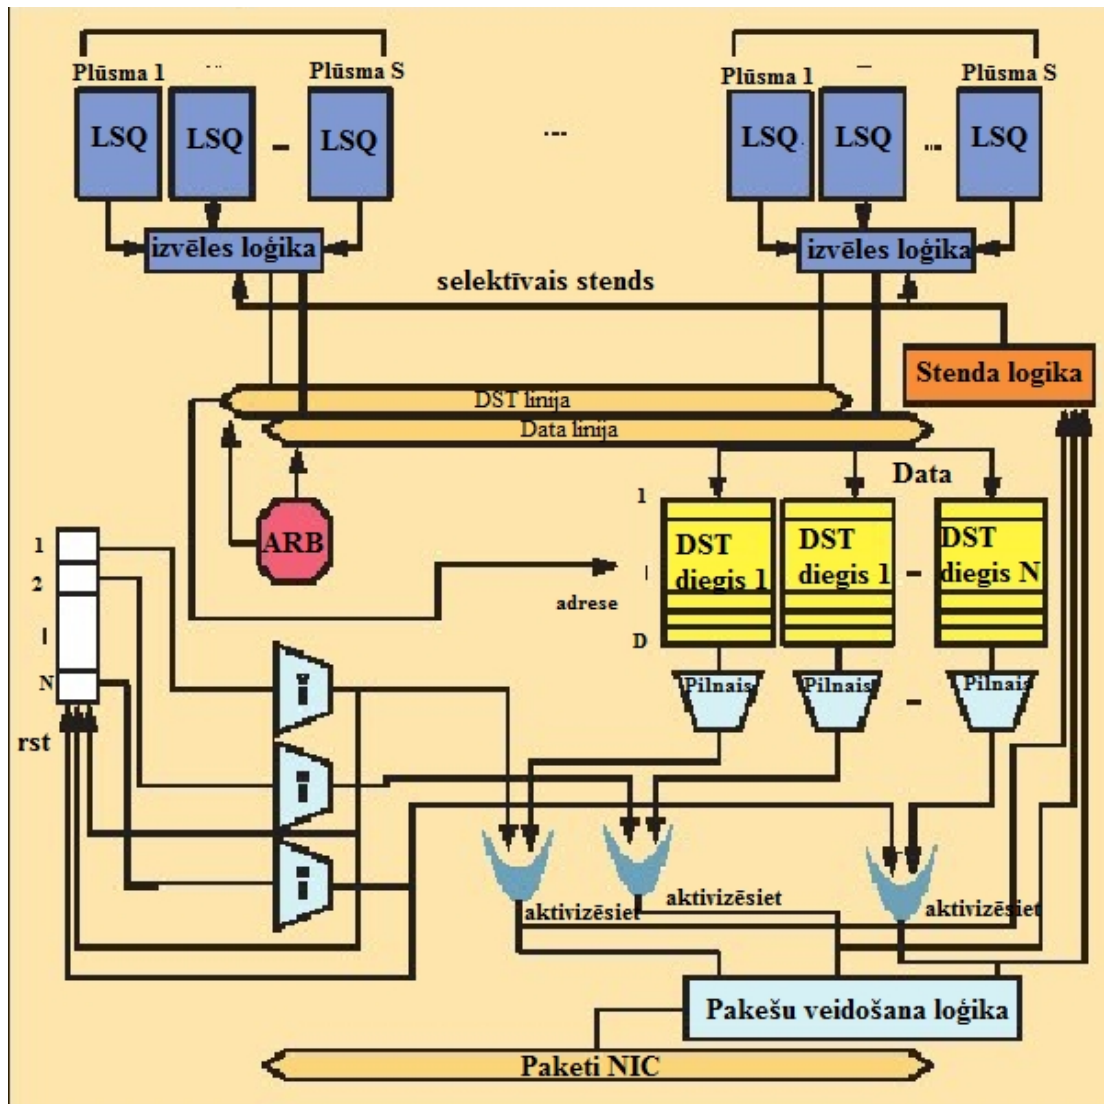 Plūsma 1 ... Plūsma S
Plūsma 1 Plūsma S
LSQ LSQ LSQ ... LSQ LSQ ... LSQ
izvēles loģika izvēles loģika
selektīvais stends
Stenda logika
DST linija
Data linija
Data
ARB
1
DST diegis 1
DST diegis 1
DST diegis N
adrese
D
1
2
N
rst
Pilnais Pilnais Pilnais
aktivizēsiet aktivizēsiet aktivizēsiet
Pakešu veidošana loģika
Paketi NIC